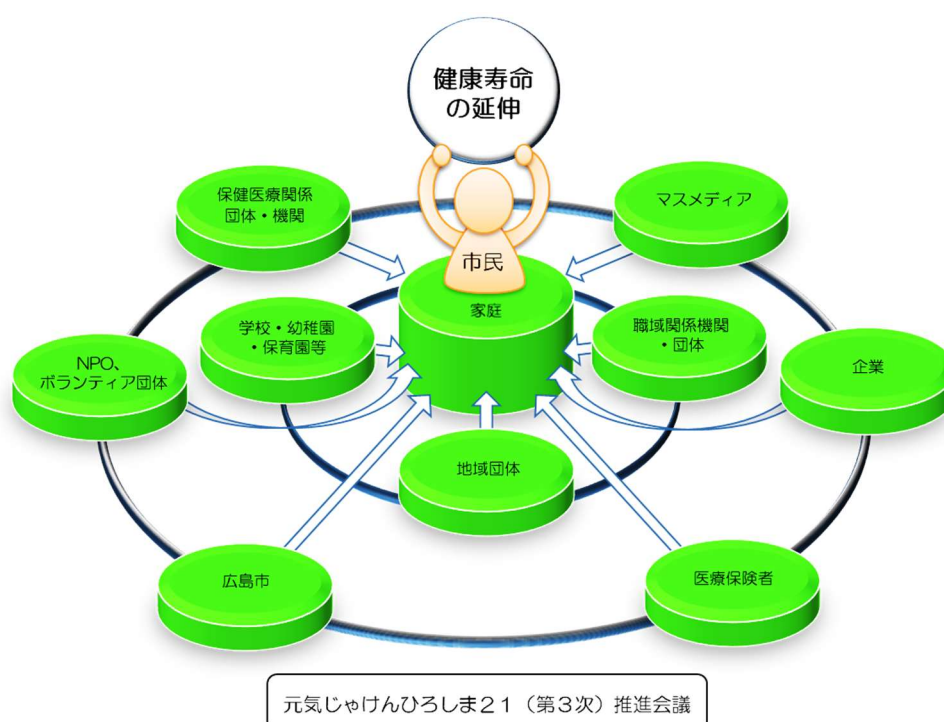 健康寿命
の延伸
保健医療関係
団体・機関
マスメディア
市民
家庭
学校・幼稚園
・保育園等
職域関係機関
・団体
NPO、
ボランティア団体
企業
地域団体
広島市
医療保険者
元気じゃけんひろしま２１（第３次）推進会議